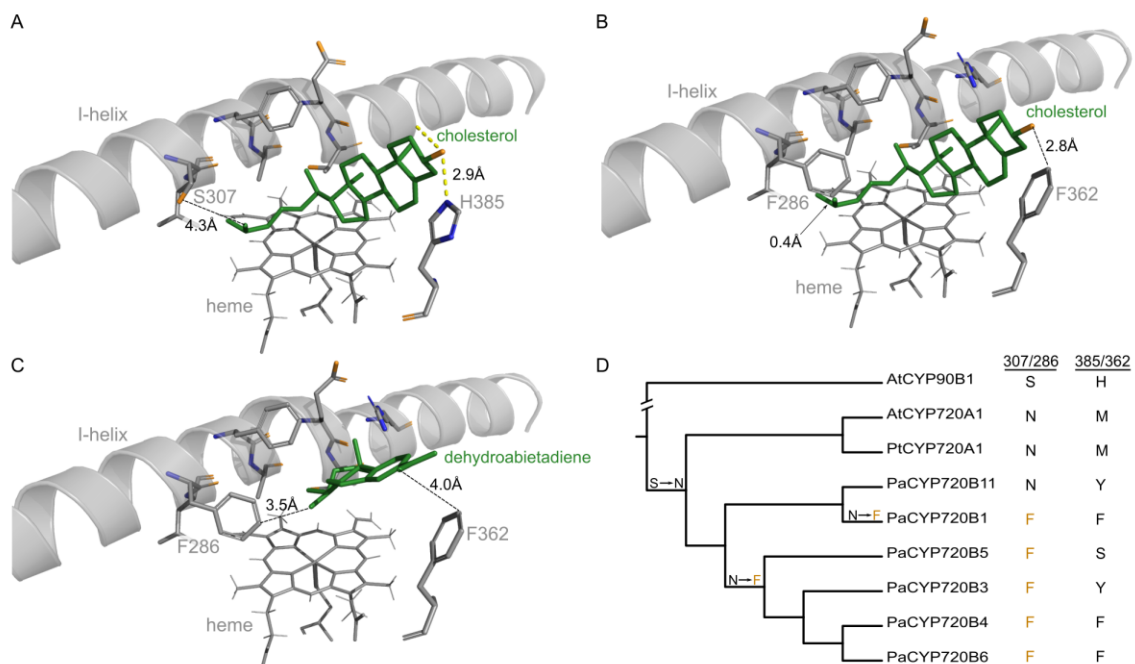 A
I-helix
cholesterol
2.9Å
S307
H385
4.3Å
heme
B
I-helix
cholesterol
2.8Å
F286
F362
0.4Å
heme
C
I-helix
dehydroabietadiene
4.0Å
3.5Å
F286
F362
heme
D
307/286 385/362
AtCYP90B1 S H
AtCYP720A1 N M
PtCYP720A1 N M
S→N
PaCYP720B11 N Y
N→F
PaCYP720B1 F F
PaCYP720B5 F S
N→F
PaCYP720B3 F Y
PaCYP720B4 F F
PaCYP720B6 F F